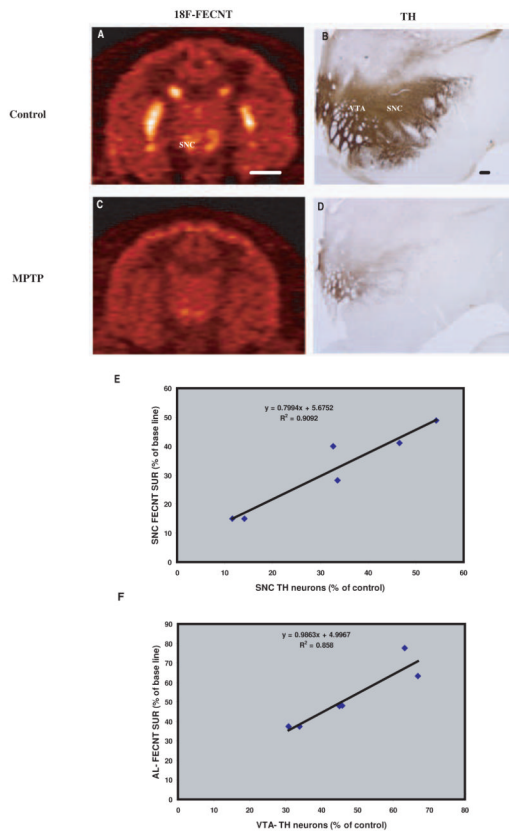 18F-FECNT TH
A B
Control
VTA SNC
SNC
C D
MPTP
E
60
y = 0.7994x + 5.6752
R² = 0.9092
50
40
30
20
10
0
SNC FECNT SUR (% of base line)
0 10 20 30 40 50 60
SNC TH neurons (% of control)
F
90
y = 0.9863x + 4.9967
R² = 0.858
80
70
60
50
40
30
20
10
0
AL- FECNT SUR (% of base line)
0 10 20 30 40 50 60 70 80
VTA- TH neurons (% of control)